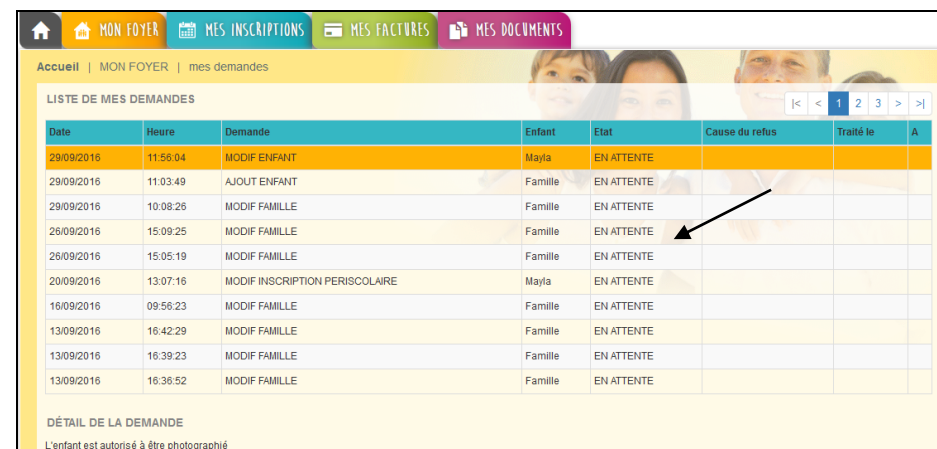 MON FOYER MES INSCRIPTIONS MES FACTURES MES DOCUMENTS
Accueil | MON FOYER | mes demandes
LISTE DE MES DEMANDES |< < 1 2 3 > >|
Date Heure Demande Enfant Etat Cause du refus Traité le A
29/09/2016 11:56:04 MODIF ENFANT Mayla EN ATTENTE
29/09/2016 11:03:49 AJOUT ENFANT Famille EN ATTENTE
29/09/2016 10:08:26 MODIF FAMILLE Famille EN ATTENTE
26/09/2016 15:09:25 MODIF FAMILLE Famille EN ATTENTE
26/09/2016 15:05:19 MODIF FAMILLE Famille EN ATTENTE
20/09/2016 13:07:16 MODIF INSCRIPTION PERISCOLAIRE Mayla EN ATTENTE
16/09/2016 09:56:23 MODIF FAMILLE Famille EN ATTENTE
13/09/2016 16:42:29 MODIF FAMILLE Famille EN ATTENTE
13/09/2016 16:39:23 MODIF FAMILLE Famille EN ATTENTE
13/09/2016 16:36:52 MODIF FAMILLE Famille EN ATTENTE
DÉTAIL DE LA DEMANDE
L'enfant est autorisé à être photographié